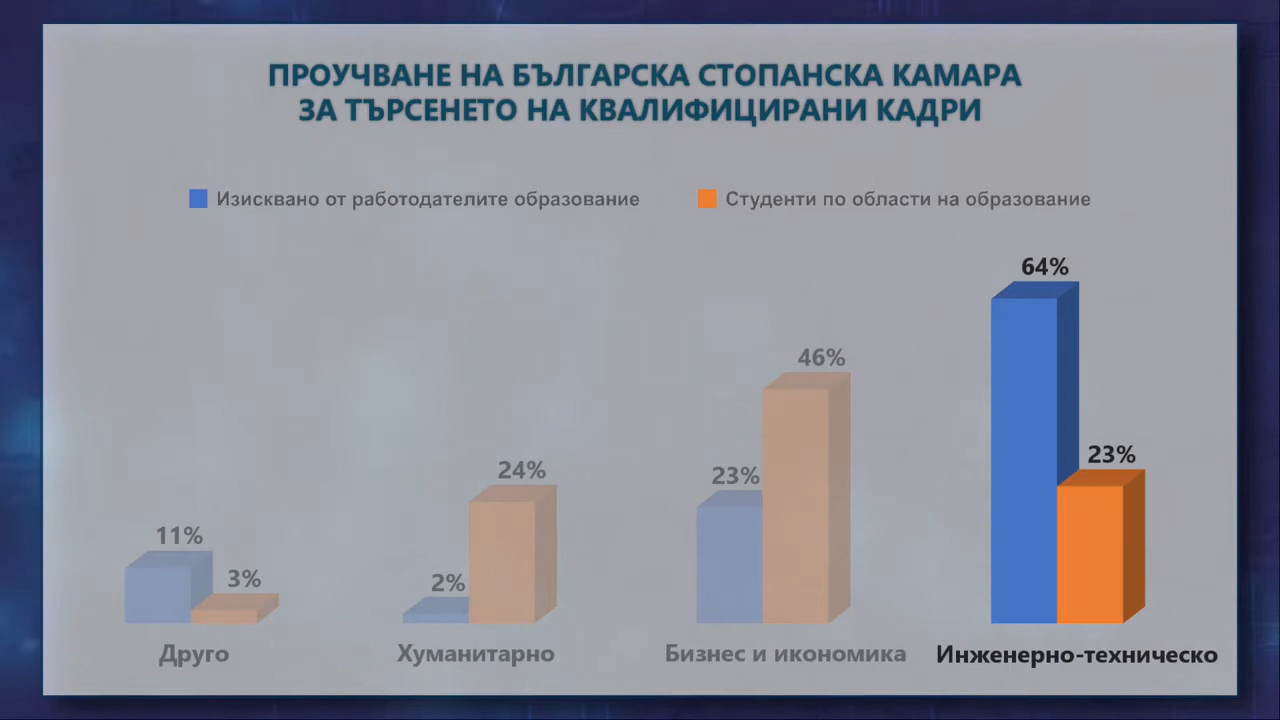 ПРОУЧВАНЕ НА БЪЛГАРСКА СТОПАНСКА КАМАРА
ЗА ТЪРСЕНЕТО НА КВАЛИФИЦИРАНИ КАДРИ
Изисквано от работодателите образование
Студенти по области на образование
64%
46%
23%
24%
23%
11%
3%
2%
Друго
Хуманитарно
Бизнес и икономика
Инженерно-техническо